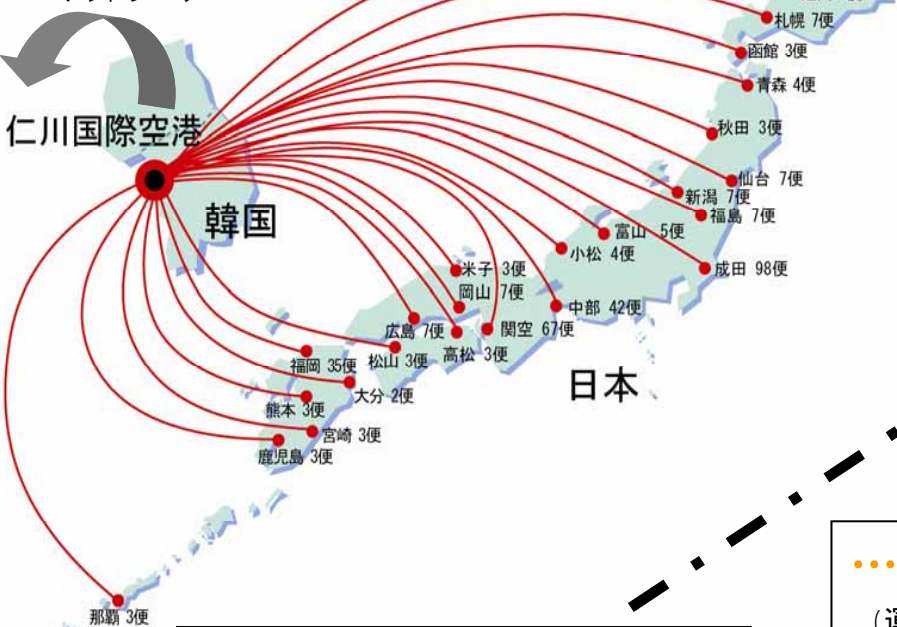 札幌 7便
函館 3便
青森 4便
仁川国際空港
秋田 3便
仙台 7便
新潟 7便
韓国
福島 7便
富山 5便
小松 4便
米子 3便
成田 98便
岡山 7便
中部 42便
広島 7便
関空 67便
福岡 35便
松山 3便
高松 3便
日本
大分 2便
熊本 3便
宮崎 3便
鹿児島 3便
那覇 3便